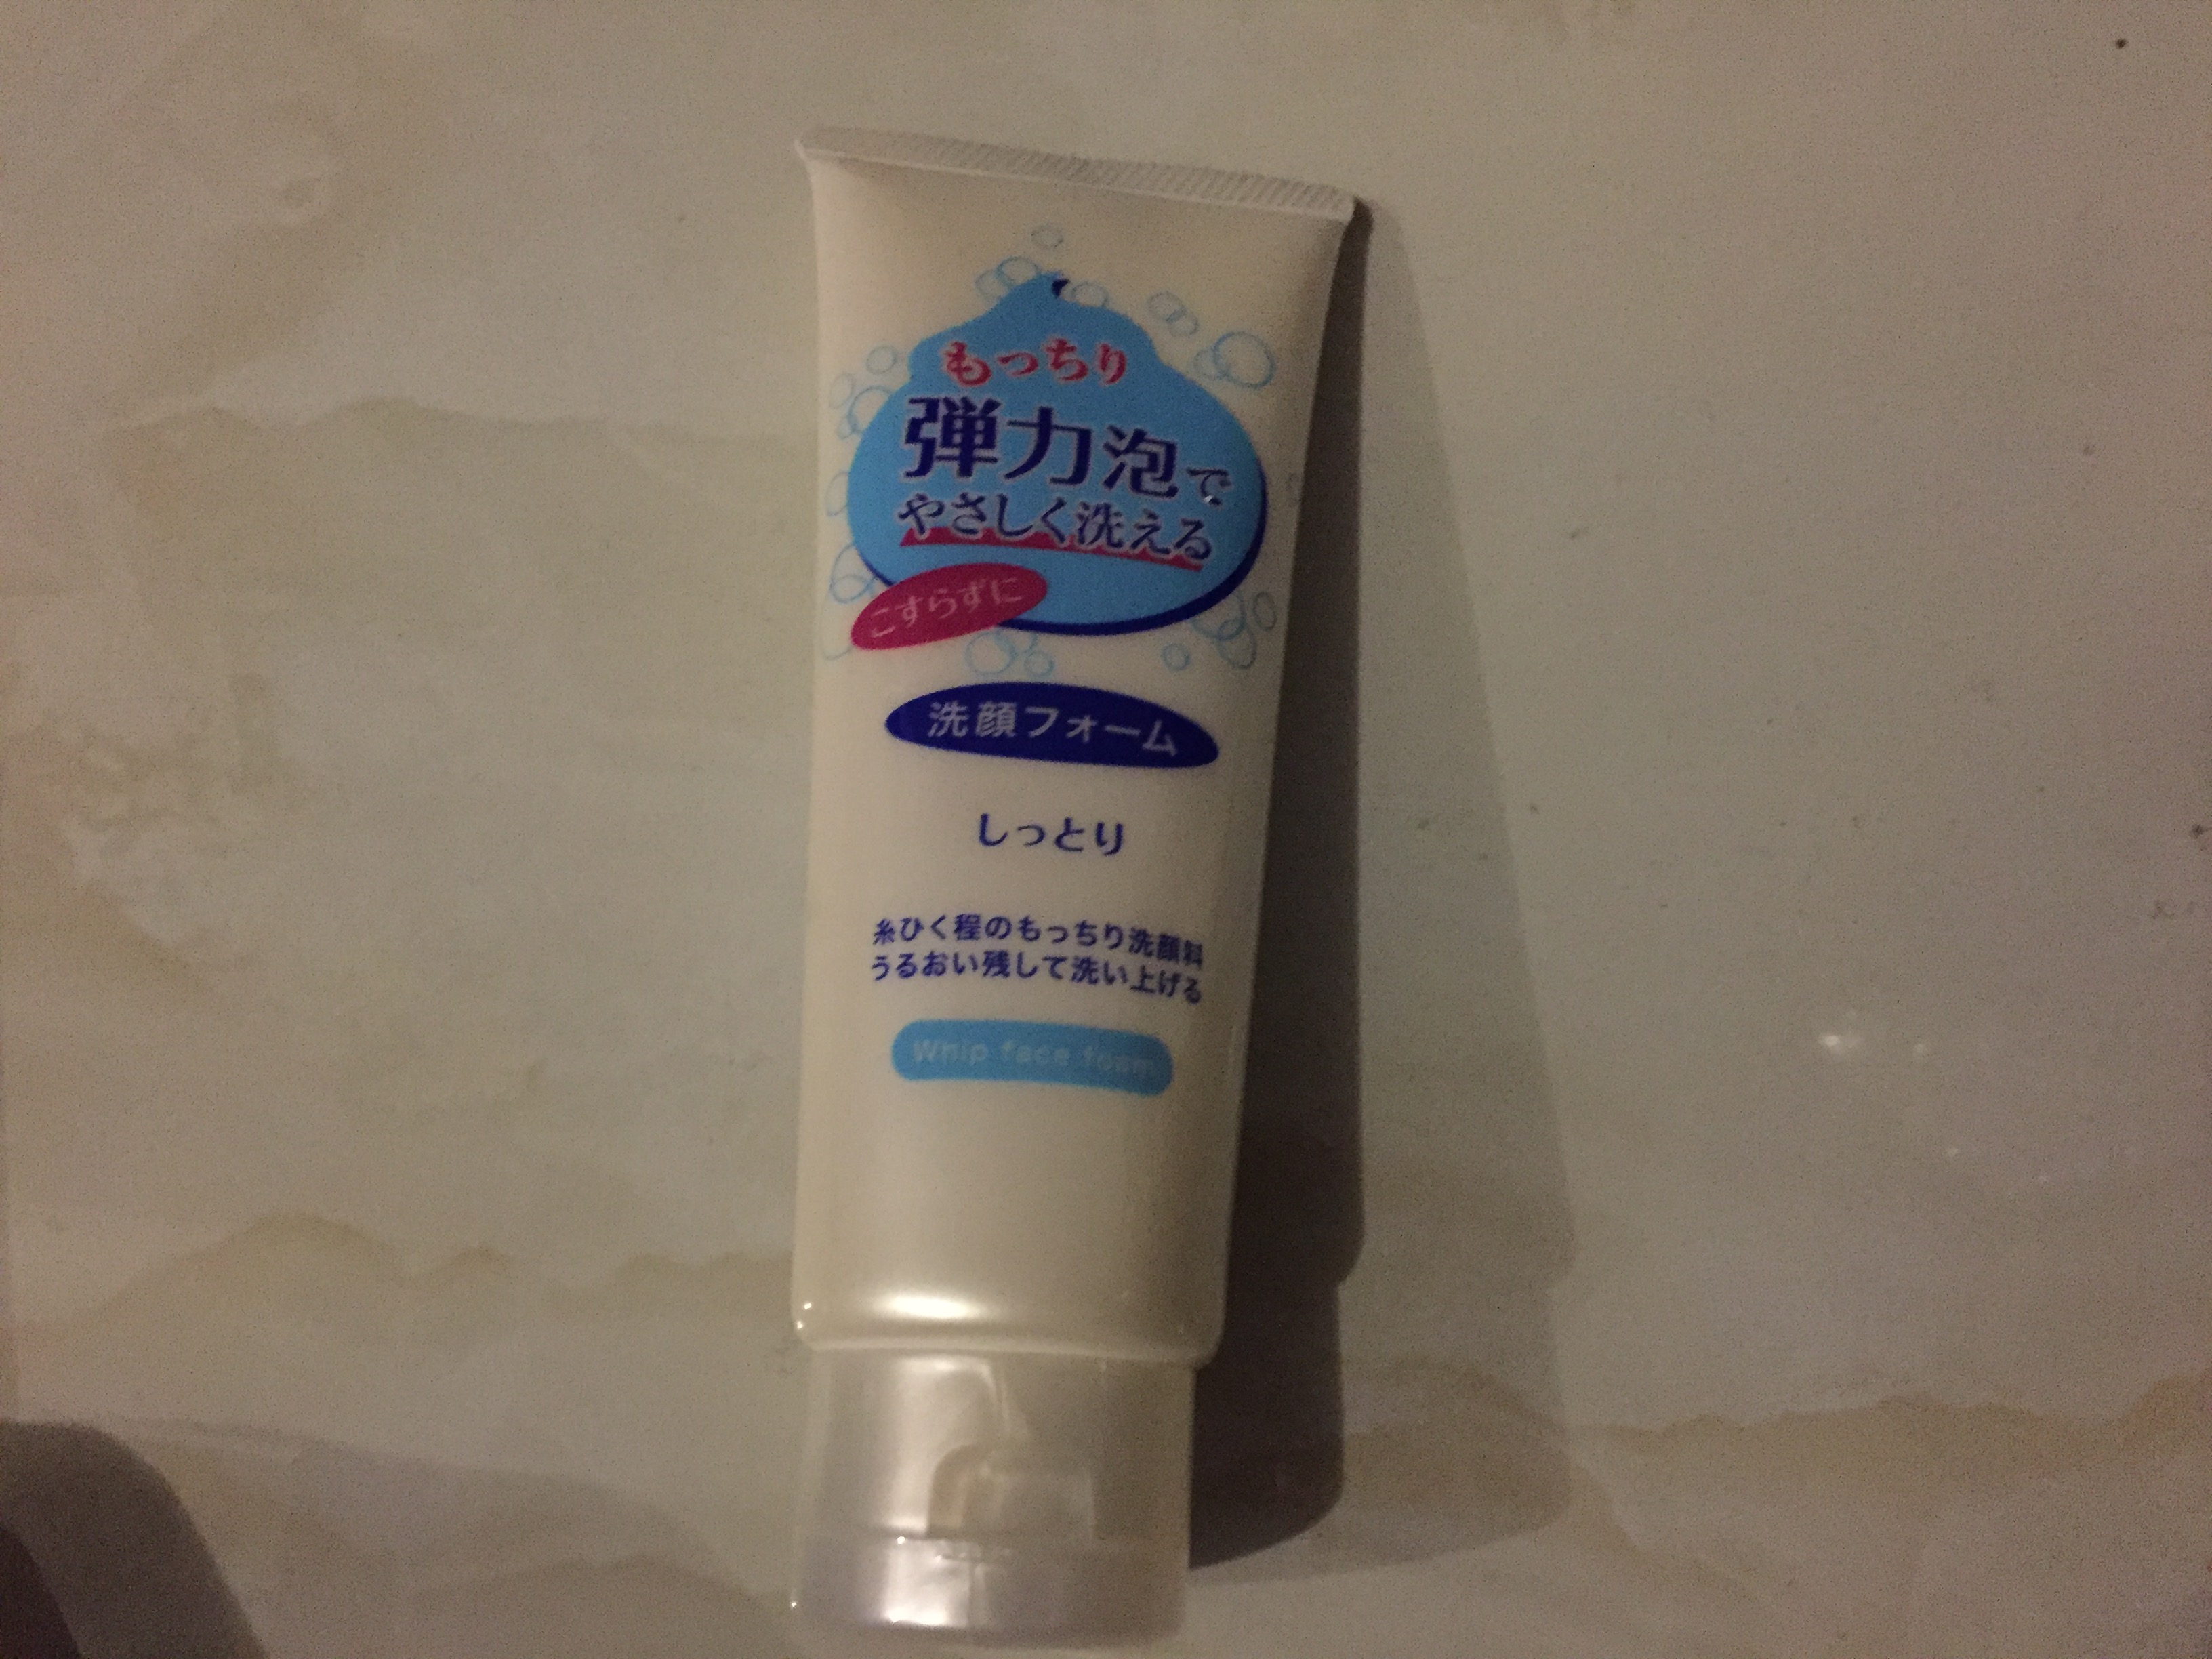 もっちり
弾力泡で
やさしく洗える
こすらずに
洗顔フォーム
しっとり
糸ひく程のもっちり洗顔料
うるおい残して洗い上げる
Whip face foam